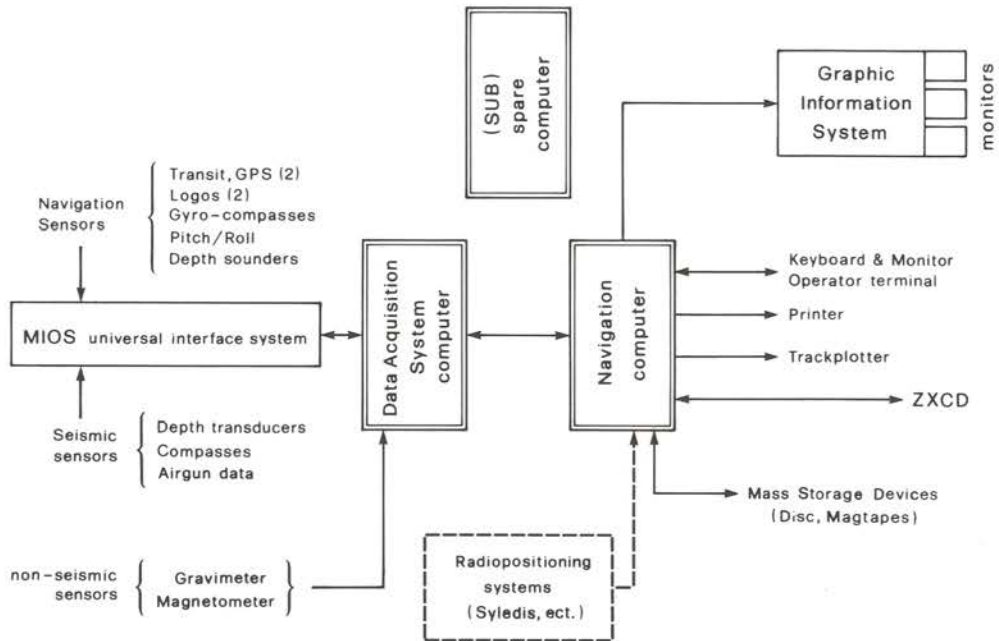 (SUB)
spare
computer
Graphic
Information
System
monitors
Navigation
Sensors
Transit, GPS (2)
Logos (2)
Gyro-compasses
Pitch/Roll
Depth sounders
MIOS universal interface system
Data Acquisition
System
computer
Navigation
computer
Keyboard & Monitor
Operator terminal
Printer
Trackplotter
ZXCD
Seismic
sensors
Depth transducers
Compasses
Airgun data
Mass Storage Devices
(Disc, Magtapes)
non-seismic
sensors
Gravimeter
Magnetometer
Radiopositioning
systems
(Syledis, ect.)